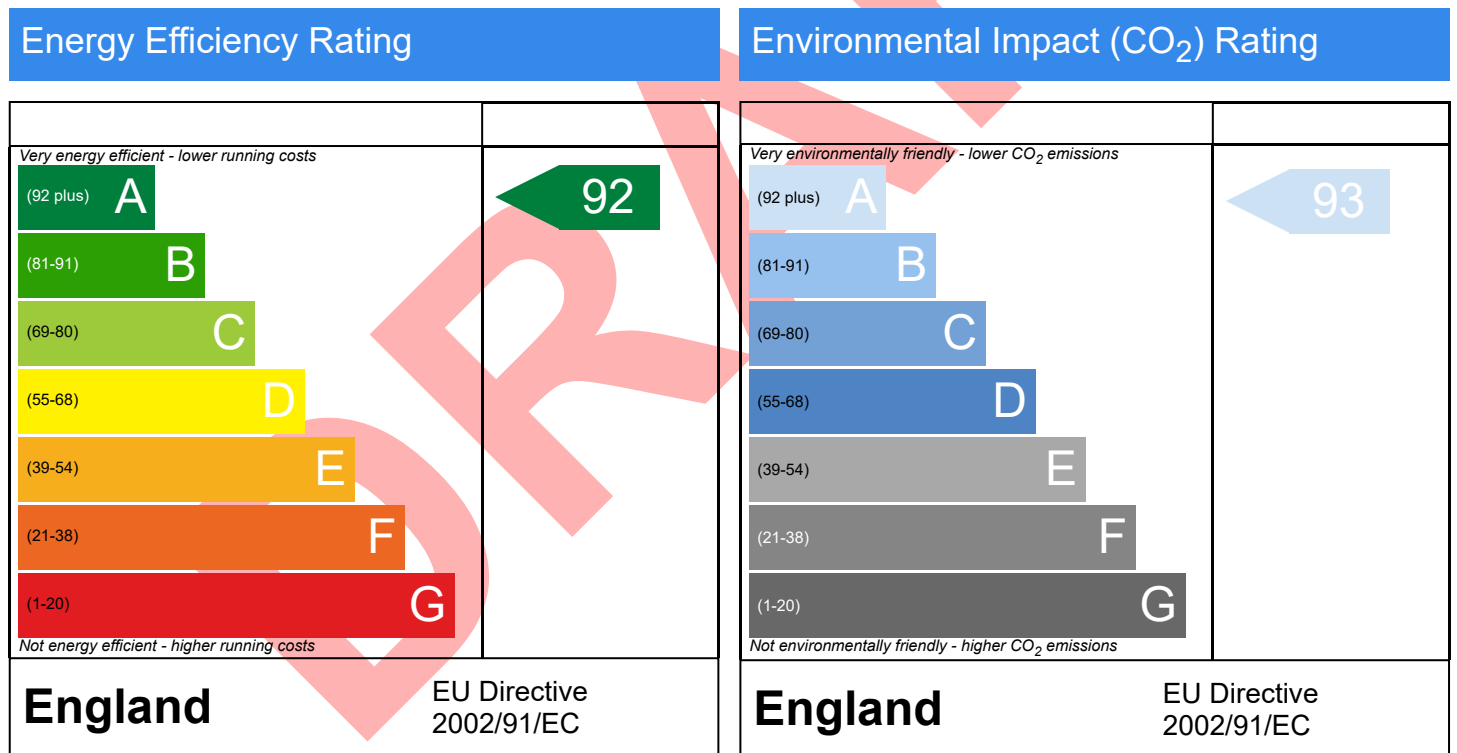 Energy Efficiency Rating
Very energy efficient - lower running costs
(92 plus) A
92
(81-91) B
(69-80) C
(55-68) D
(39-54) E
(21-38) F
(1-20) G
Not energy efficient - higher running costs
England
EU Directive
2002/91/EC
Environmental Impact (CO₂) Rating
Very environmentally friendly - lower CO₂ emissions
(92 plus) A
93
(81-91) B
(69-80) C
(55-68) D
(39-54) E
(21-38) F
(1-20) G
Not environmentally friendly - higher CO₂ emissions
England
EU Directive
2002/91/EC
DRA